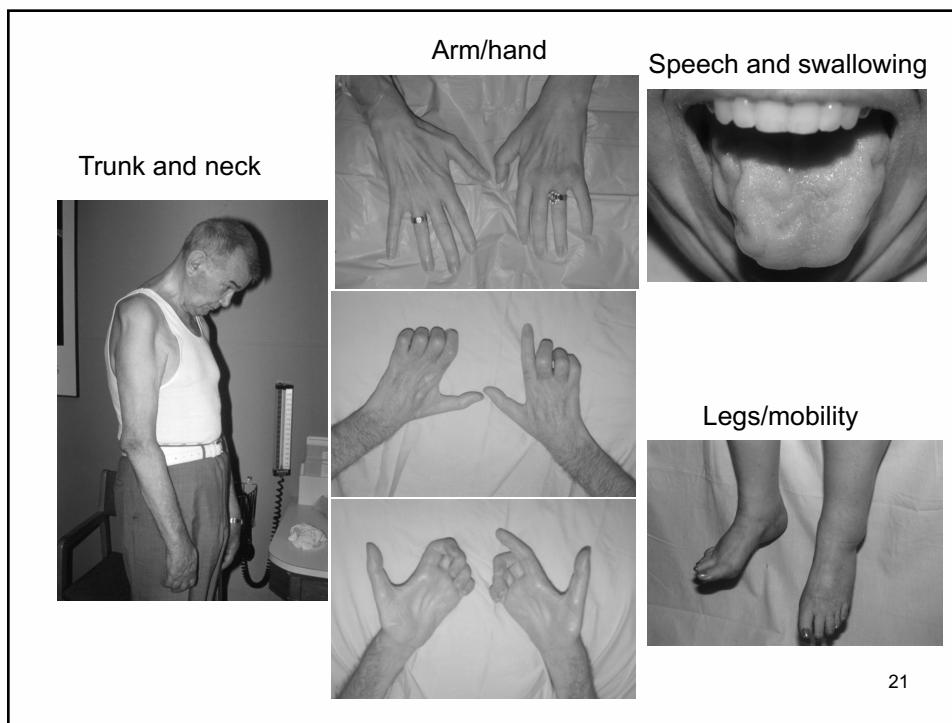 Arm/hand
Speech and swallowing
Trunk and neck
Legs/mobility
21